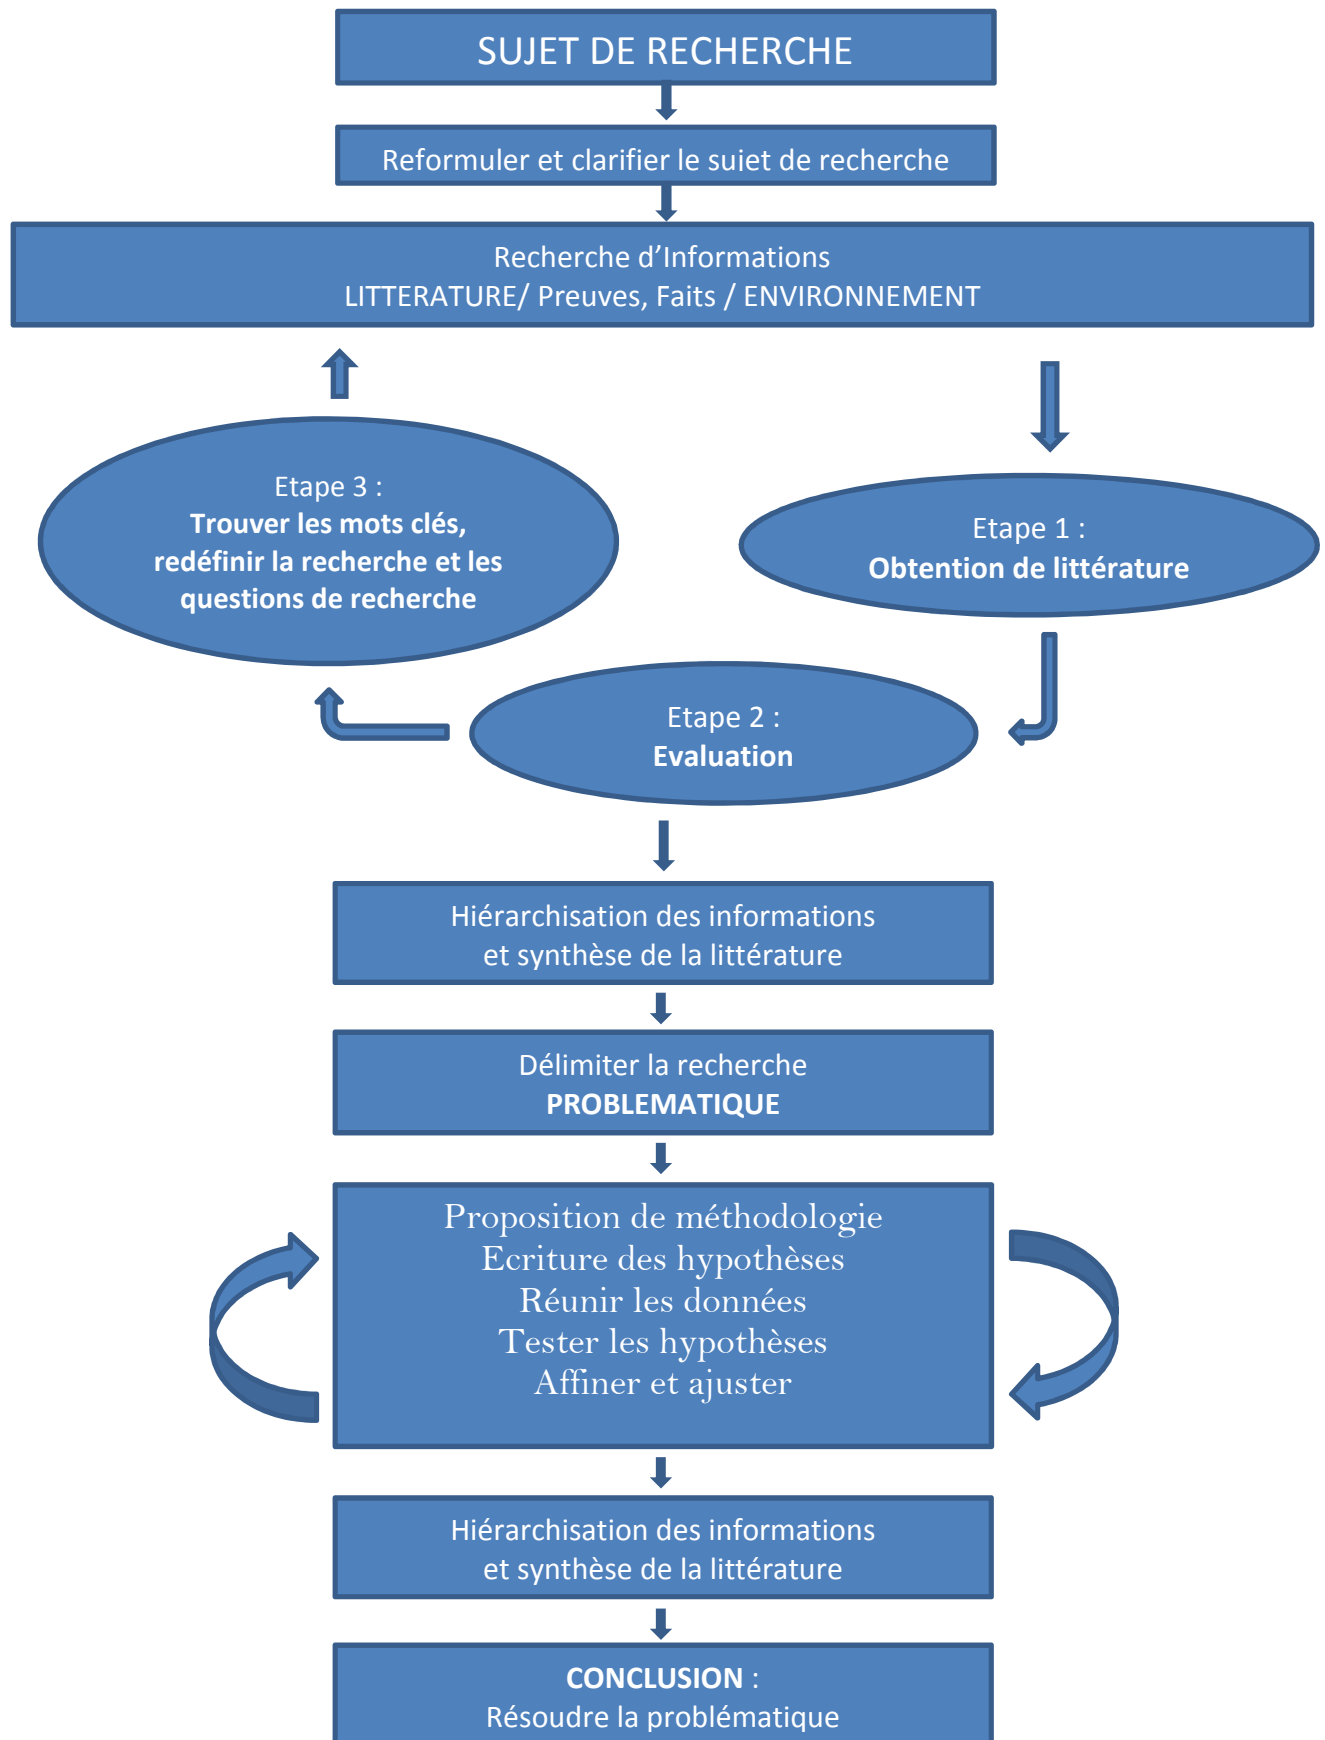 SUJET DE RECHERCHE
Reformuler et clarifier le sujet de recherche
Recherche d’Informations
LITTERATURE/ Preuves, Faits / ENVIRONNEMENT
Etape 3 :
Trouver les mots clés,
redéfinir la recherche et les
questions de recherche
Etape 1 :
Obtention de littérature
Etape 2 :
Evaluation
Hiérarchisation des informations
et synthèse de la littérature
Délimiter la recherche
PROBLEMATIQUE
Proposition de méthodologie
Ecriture des hypothèses
Réunir les données
Tester les hypothèses
Affiner et ajuster
Hiérarchisation des informations
et synthèse de la littérature
CONCLUSION :
Résoudre la problématique